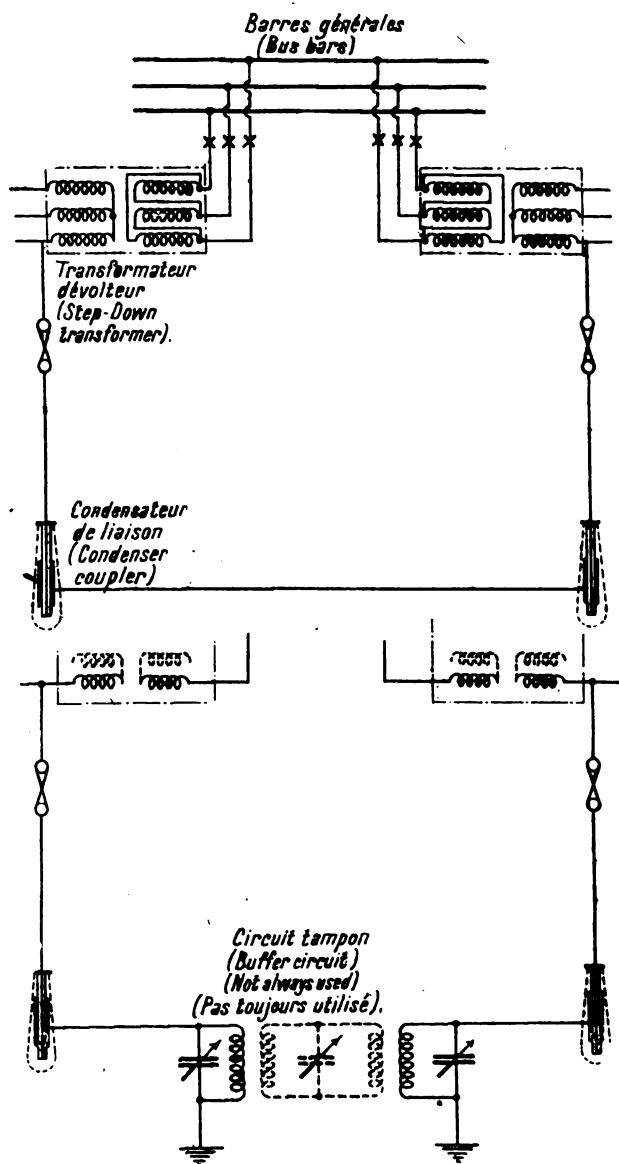 Barres générales
(Bus bars)
Transformateur
dévolteur
(Step-Down
transformer).
Condensateur
de liaison
(Condenser
coupler)
Circuit tampon
(Buffer circuit)
(Not always used)
(Pas toujours utilisé).